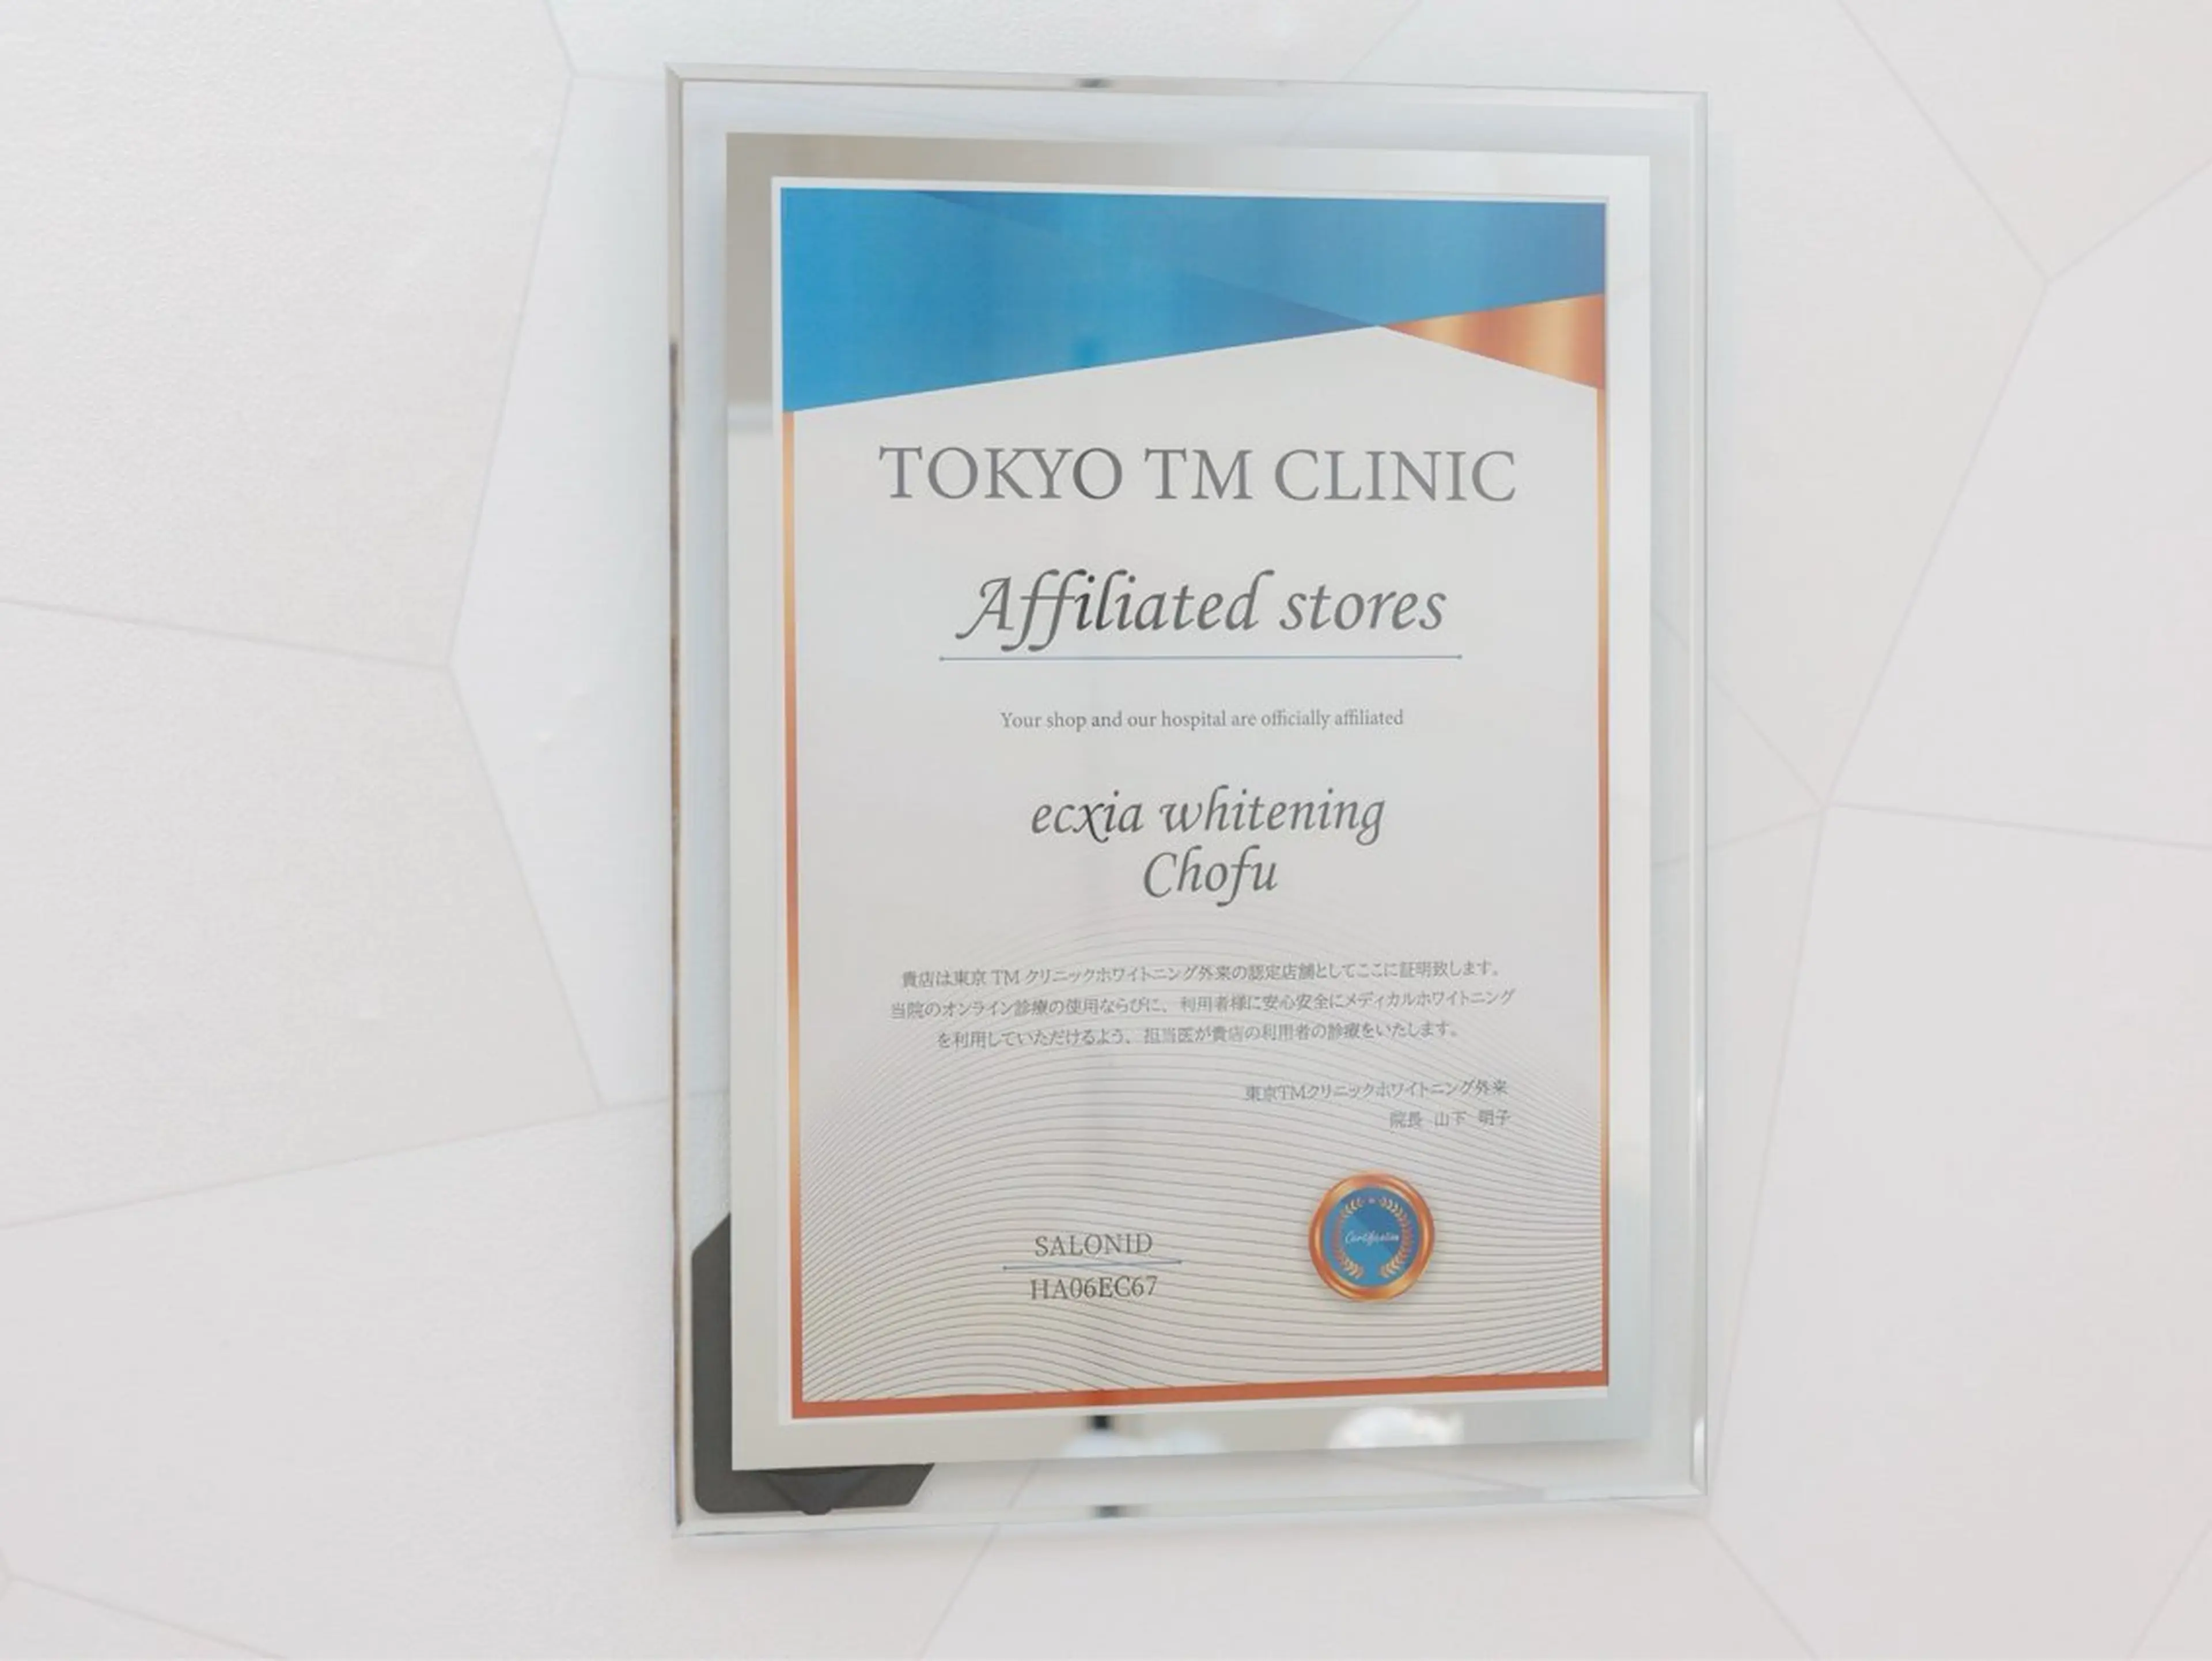 TOKYO TM CLINIC
Affiliated stores
Your shop and our hospital are officially affiliated
ecxia whitening
Chofu
貴店は東京 TM クリニックホワイトニング外来の認定店舗としてここに証明致します。
当院のオンライン診療の使用ならびに、利用者様に安心安全にメディカルホワイトニング
を利用していただけるよう、担当医が貴店の利用者の診療をいたします。
東京TMクリニックホワイトニング外来
院長 山下 明子
SALONID
HA06EC67
Certification